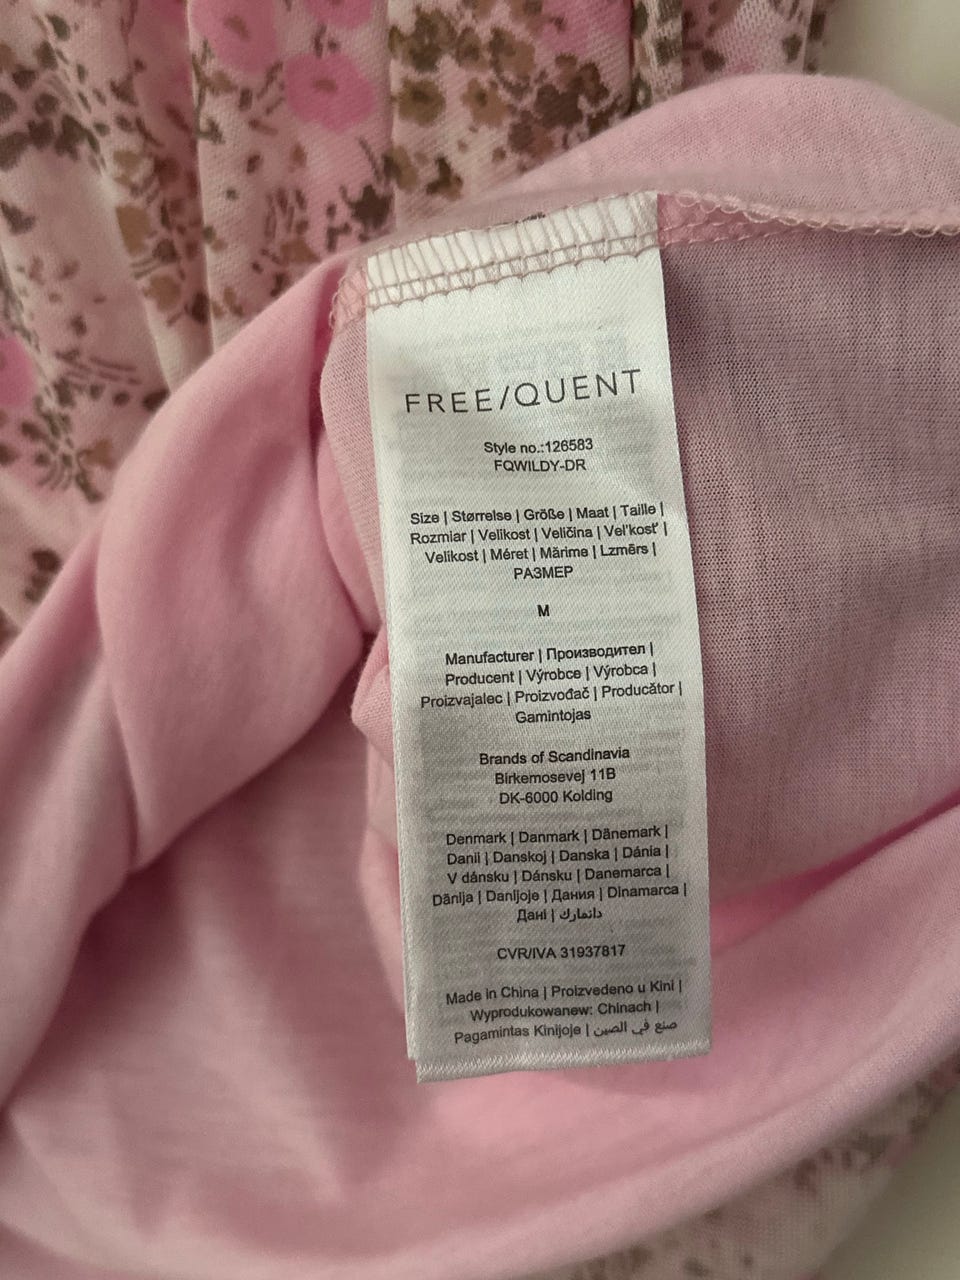 FREE/QUENT
Style no.:126583
FQWILDY-DR
Size | Størrelse | Größe | Maat | Taille |
Rozmiar | Velikost | Veličina | Veľkosť |
Velikost | Méret | Mărime | Lzmērs |
РАЗМЕР
M
Manufacturer | Производител |
Producent | Výrobce | Výrobca |
Proizvajalec | Proizvođač | Producător |
Gamintojas
Brands of Scandinavia
Birkemosevej 11B
DK-6000 Kolding
Denmark | Danmark | Dänemark |
Danii | Danskoj | Danska | Dánia |
V dánsku | Dánsku | Danemarca |
Dānija | Danijoje | Дания | Dinamarca |
Данi | دانمارك
CVR/IVA 31937817
Made in China | Proizvedeno u Kini |
Wyprodukowanew: Chinach |
Pagamintas Kinijoje | صنع في الصين